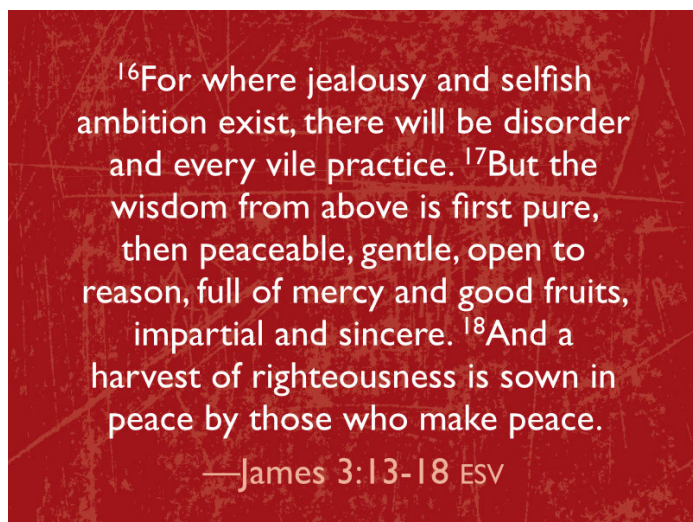 ¹⁶For where jealousy and selfish
ambition exist, there will be disorder
and every vile practice. ¹⁷But the
wisdom from above is first pure,
then peaceable, gentle, open to
reason, full of mercy and good fruits,
impartial and sincere. ¹⁸And a
harvest of righteousness is sown in
peace by those who make peace.
—James 3:13-18 ESV